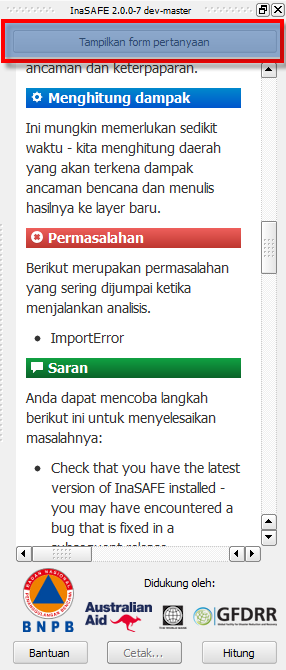 InaSAFE 2.0.0-7 dev-master
Tampilkan form pertanyaan
ancaman dan keterpaparan.
Menghitung dampak
Ini mungkin memerlukan sedikit
waktu - kita menghitung daerah
yang akan terkena dampak
ancaman bencana dan menulis
hasilnya ke layer baru.
Permasalahan
Berikut merupakan permasalahan
yang sering dijumpai ketika
menjalankan analisis.
• ImportError
Saran
Anda dapat mencoba langkah
berikut ini untuk menyelesaikan
masalahnya:
• Check that you have the latest
version of InaSAFE installed -
you may have encountered a
bug that is fixed in a
subsequent release.
Didukung oleh:
BNPB
Australian
Aid
GFDRR
Bantuan
Cetak...
Hitung